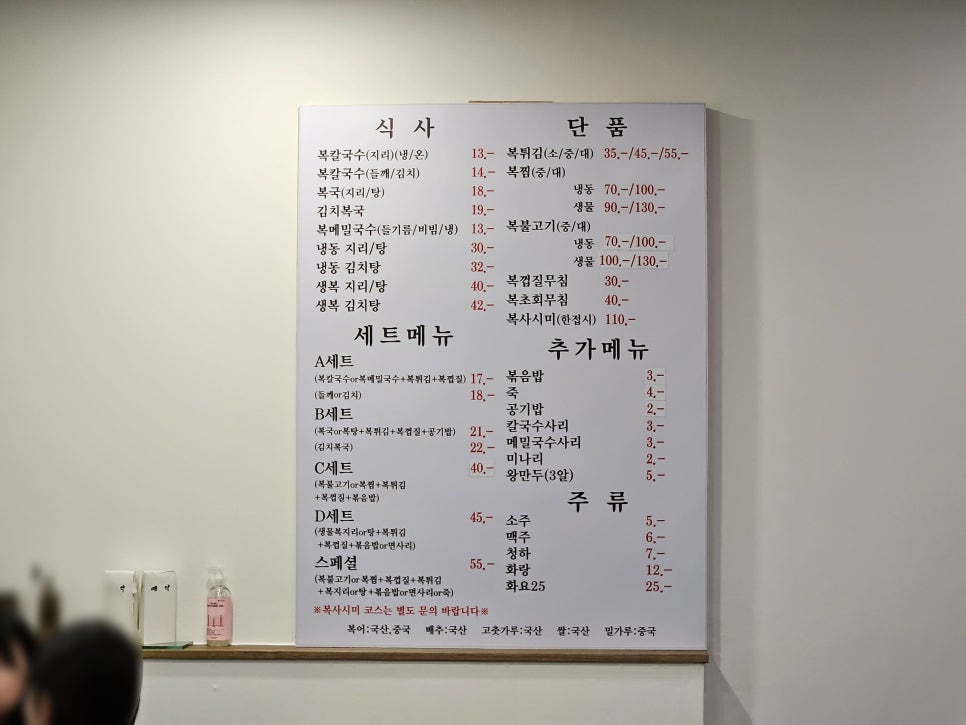 식 사
복칼국수(지리)(냉/온) 13.-
복칼국수(들깨/김치) 14.-
복국(지리/탕) 18.-
김치복국 19.-
복메밀국수(들기름/비빔/냉) 13.-
냉동 지리/탕 30.-
냉동 김치탕 32.-
생복 지리/탕 40.-
생복 김치탕 42.-
세트메뉴
A세트
(복칼국수or복메밀국수+복튀김+복껍질) 17.-
(들깨or김치) 18.-
B세트
(복국or복탕+복튀김+복껍질+공기밥) 21.-
(김치복국) 22.-
C세트 40.-
(복불고기or복찜+복튀김
+복껍질+볶음밥)
D세트 45.-
(생물복지리or탕+복튀김
+복껍질+볶음밥or면사리)
스페셜 55.-
(복불고기or복찜+복껍질+복튀김
+복지리or탕+볶음밥or면사리or죽)
※복사시미 코스는 별도 문의 바랍니다※
단 품
복튀김(소/중/대) 35.-/45.-/55.-
복찜(중/대)
냉동 70.-/100.-
생물 90.-/130.-
복불고기(중/대)
냉동 70.-/100.-
생물 100.-/130.-
복껍질무침 30.-
복초회무침 40.-
복사시미(한접시) 110.-
추가메뉴
볶음밥 3.-
죽 4.-
공기밥 2.-
칼국수사리 3.-
메밀국수사리 3.-
미나리 2.-
왕만두(3알) 5.-
주 류
소주 5.-
맥주 6.-
청하 7.-
화랑 12.-
화요25 25.-
복어:국산,중국 배추:국산 고춧가루:국산 쌀:국산 밀가루:중국